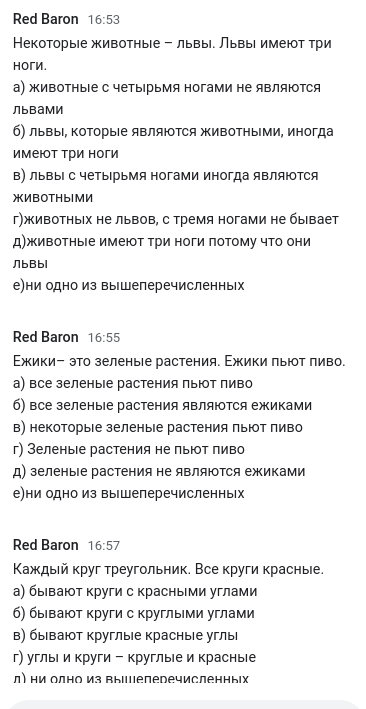 Red Baron 16:53
Некоторые животные – львы. Львы имеют три
ноги.
а) животные с четырьмя ногами не являются
львами
б) львы, которые являются животными, иногда
имеют три ноги
в) львы с четырьмя ногами иногда являются
животными
г)животных не львов, с тремя ногами не бывает
д)животные имеют три ноги потому что они
львы
е)ни одно из вышеперечисленных
Red Baron 16:55
Ежики– это зеленые растения. Ежики пьют пиво.
а) все зеленые растения пьют пиво
б) все зеленые растения являются ежиками
в) некоторые зеленые растения пьют пиво
г) Зеленые растения не пьют пиво
д) зеленые растения не являются ежиками
е)ни одно из вышеперечисленных
Red Baron 16:57
Каждый круг треугольник. Все круги красные.
а) бывают круги с красными углами
б) бывают круги с круглыми углами
в) бывают круглые красные углы
г) углы и круги – круглые и красные
д) ни одно из вышеперечисленных